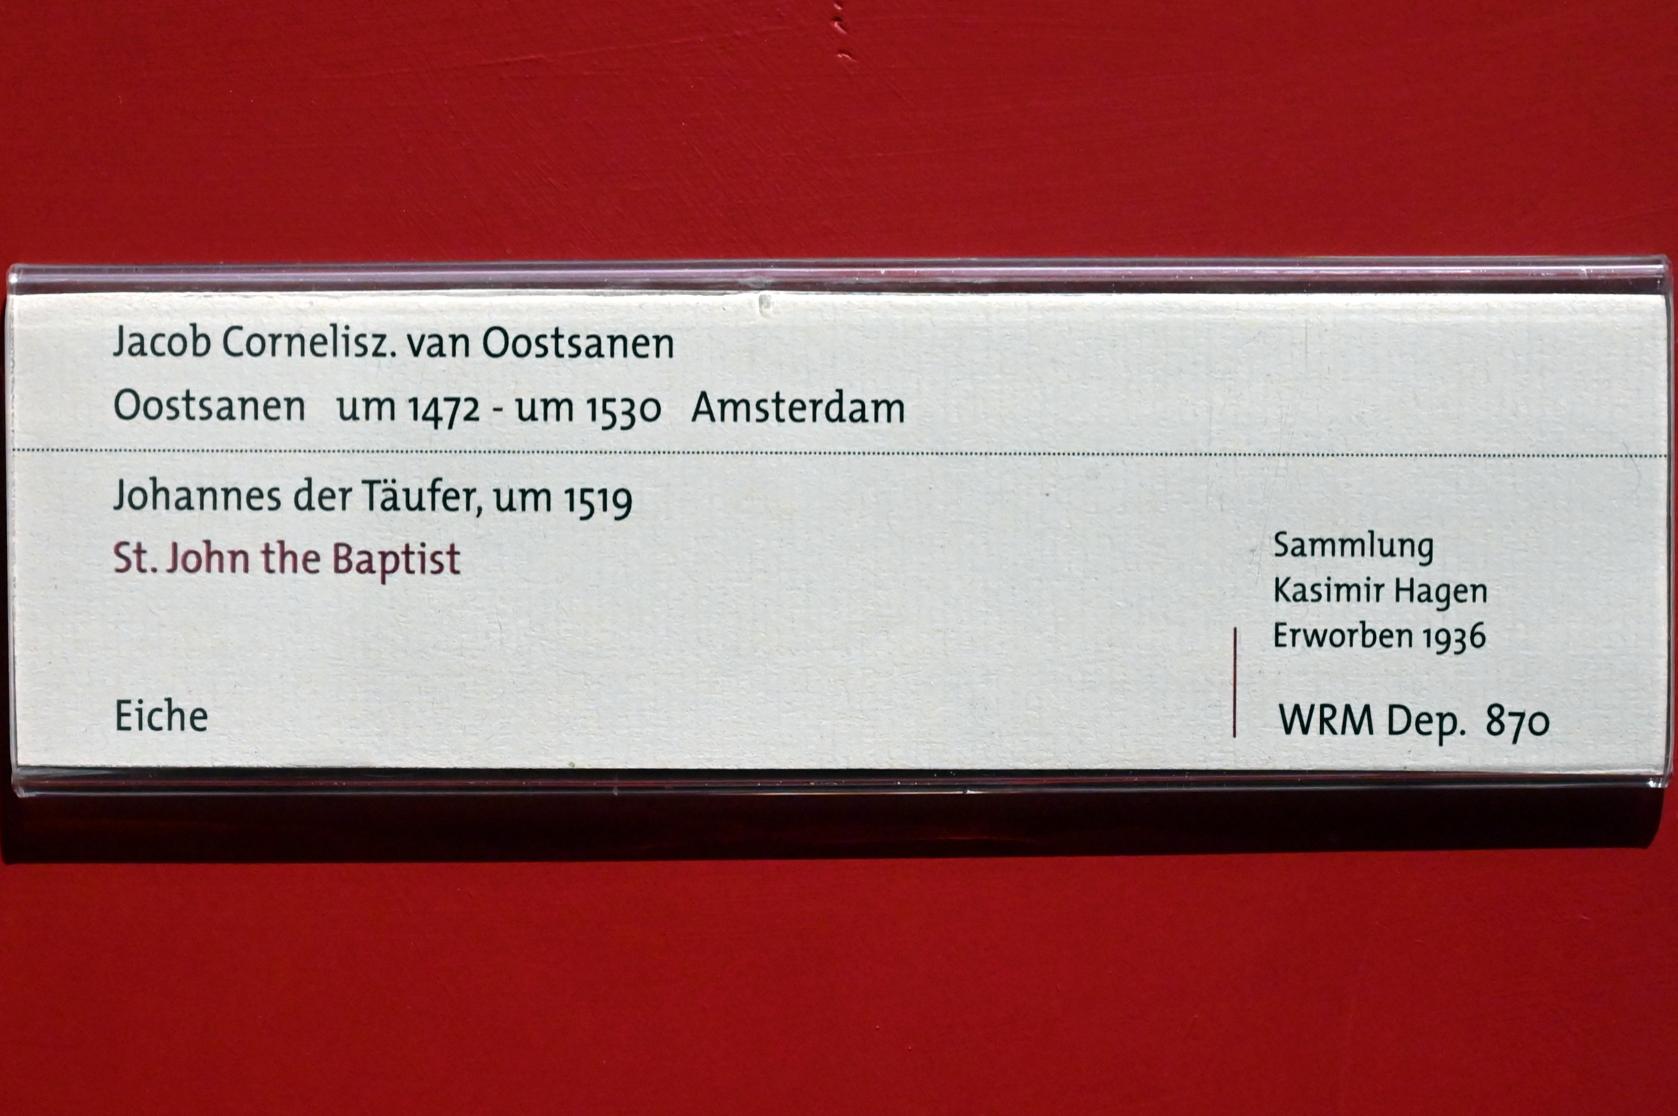 Jacob Cornelisz. van Oostsanen
Oostsanen um 1472 - um 1530 Amsterdam
Johannes der Täufer, um 1519
St. John the Baptist
Eiche
Sammlung
Kasimir Hagen
Erworben 1936
WRM Dep. 870